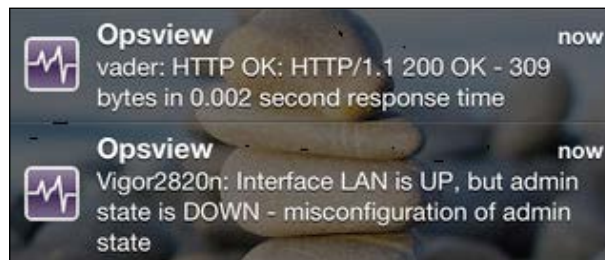 Opsview now
vader: HTTP OK: HTTP/1.1 200 OK - 309
bytes in 0.002 second response time
Opsview now
Vigor2820n: Interface LAN is UP, but admin
state is DOWN - misconfiguration of admin
state